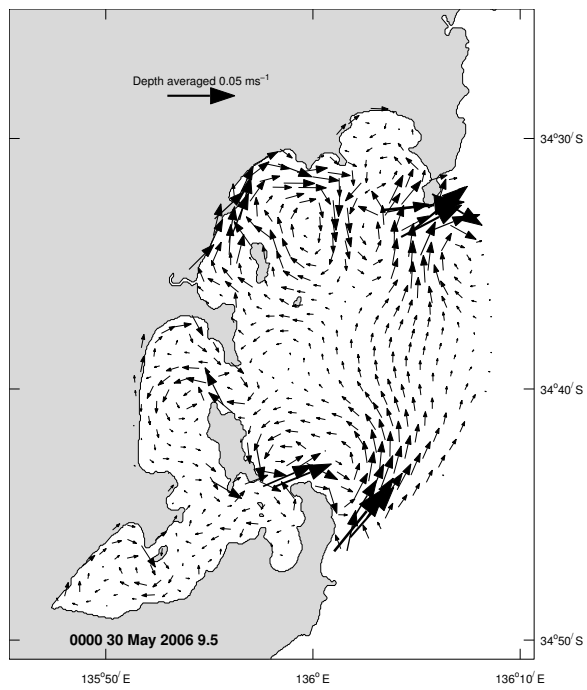 Depth averaged 0.05 ms⁻¹
34°30′ S
34°40′ S
34°50′ S
0000 30 May 2006 9.5
135°50′ E
136° E
136°10′ E